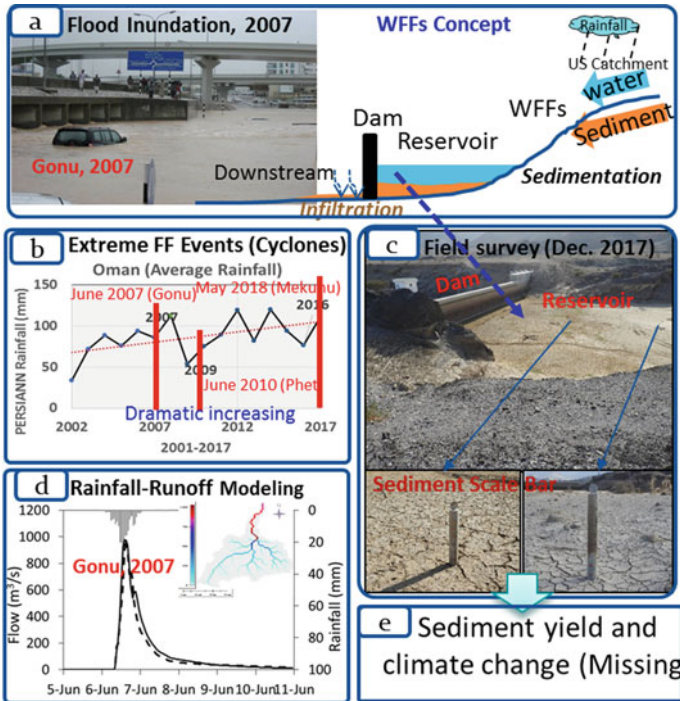 a
Flood Inundation, 2007
Gonu, 2007
WFFs Concept
Rainfall
US Catchment
water
WFFs
Sediment
Dam
Reservoir
Downstream
Sedimentation
Infiltration
b
Extreme FF Events (Cyclones)
Oman (Average Rainfall)
June 2007 (Gonu)
May 2018 (Mekunu)
2007
2016
2009
June 2010 (Phet
Dramatic increasing
PERSIANN Rainfall (mm)
150
100
50
0
2002
2007
2012
2017
2001-2017
c
Field survey (Dec. 2017)
Dam
Reservoir
Sediment Scale Bar
d
Rainfall-Runoff Modeling
Gonu, 2007
Flow (m³/s)
1200
1000
800
600
400
200
0
Rainfall (mm)
0
20
40
60
80
100
5-Jun
6-Jun
7-Jun
8-Jun
9-Jun
10-Jun
11-Jun
e
Sediment yield and
climate change (Missing